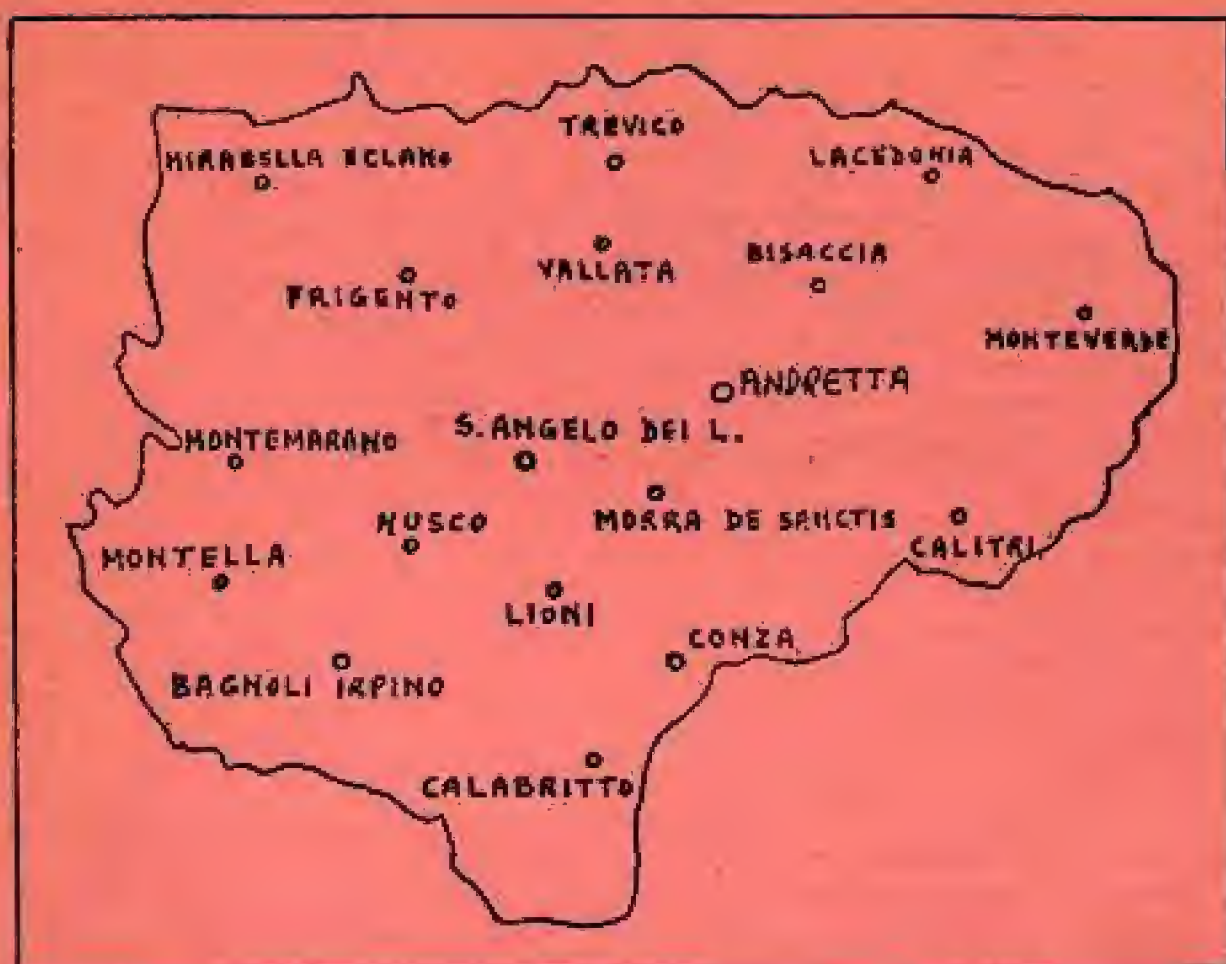 TREVICO
MIRABELLA ECLANO
LACEDONIA
BISACCIA
VALLATA
FRIGENTO
MONTEVERDE
ANDRETTA
S. ANGELO DEI L.
MONTEMARANO
NUSCO
MORRA DE SANCTIS
CALITRI
MONTELLA
LIONI
CONZA
BAGNOLI IRPINO
CALABRITTO